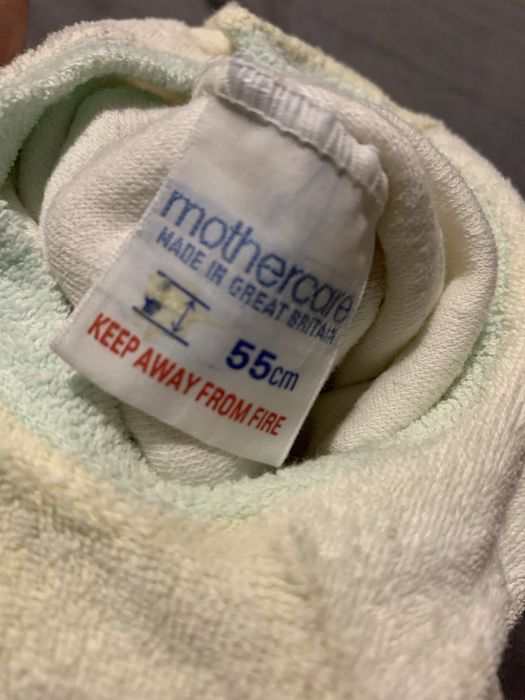 mothercare
MADE IN GREAT BRITAIN
55cm
KEEP AWAY FROM FIRE